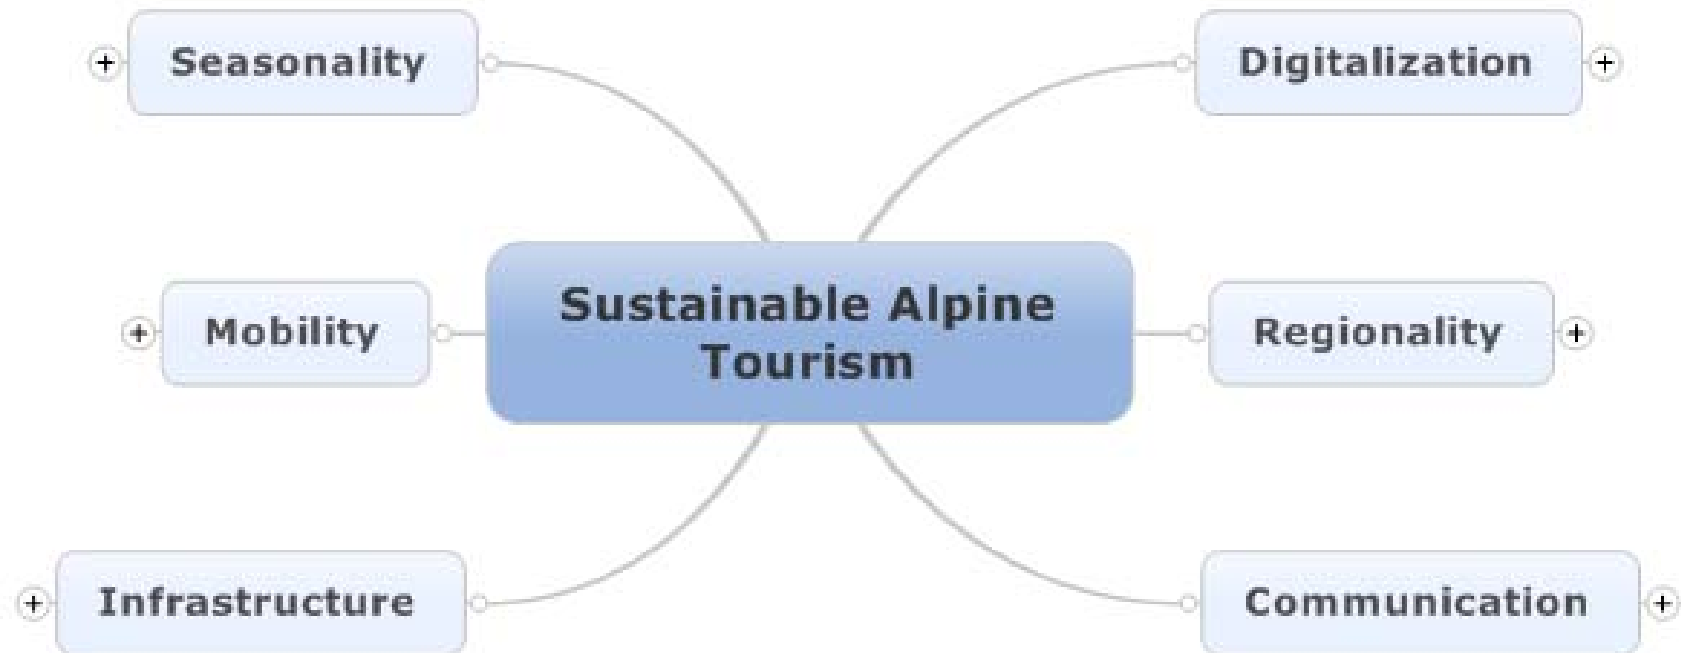 Seasonality
Digitalization
Sustainable Alpine
Tourism
Mobility
Regionality
Infrastructure
Communication